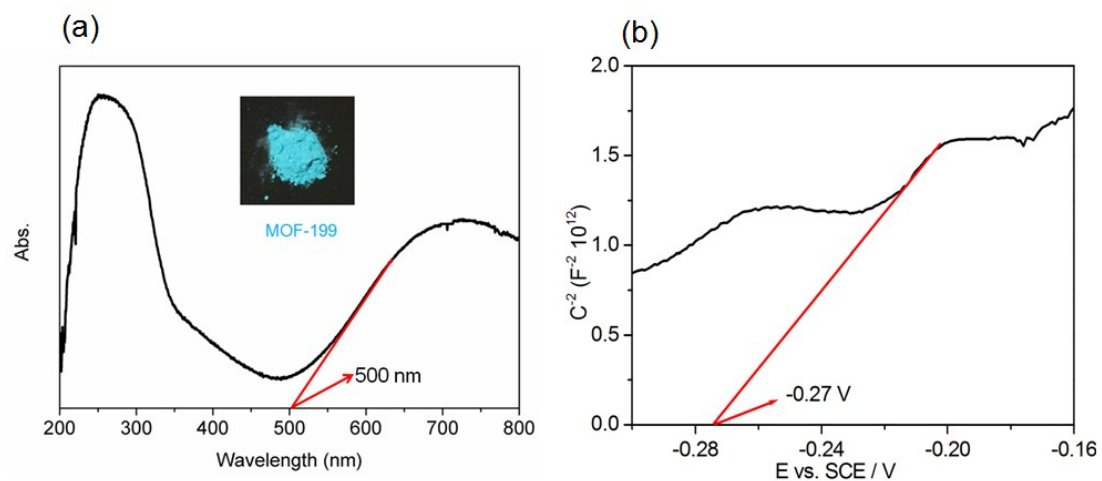 (a)
Abs.
MOF-199
500 nm
200 300 400 500 600 700 800
Wavelength (nm)
(b)
C⁻² (F⁻² 10¹²)
2.0
1.5
1.0
0.5
0.0
-0.27 V
-0.28 -0.24 -0.20 -0.16
E vs. SCE / V